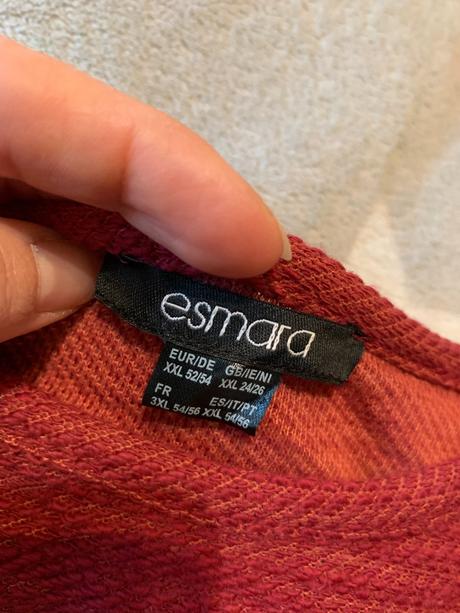 esmara
EUR/DE GB/IE/NI
XXL 52/54 XXL 24/26
FR ES/IT/PT
3XL 54/56 XXL 54/56